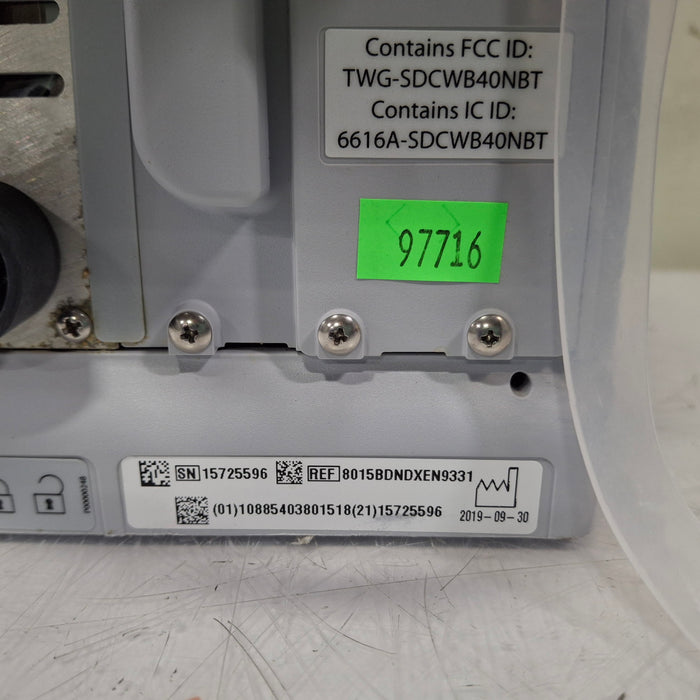 Contains FCC ID:
TWG-SDCWB40NBT
Contains IC ID:
6616A-SDCWB40NBT
97716
SN 15725596 REF 8015BDNDXEN9331
(01)10885403801518(21)15725596
2019-09-30
P00000248